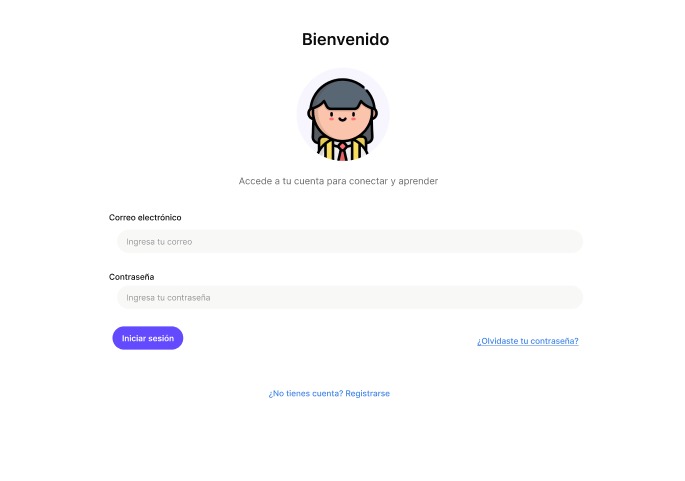 Bienvenido
Accede a tu cuenta para conectar y aprender
Correo electrónico
Ingresa tu correo
Contraseña
Ingresa tu contraseña
Iniciar sesión
¿Olvidaste tu contraseña?
¿No tienes cuenta? Registrarse